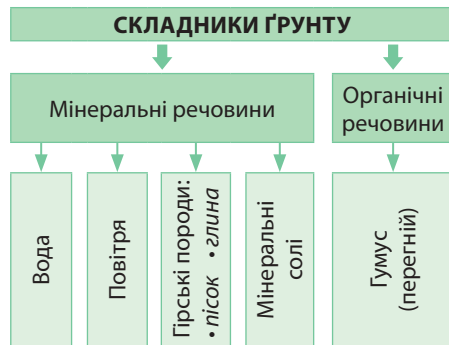 СКЛАДНИКИ ҐРУНТУ
Мінеральні речовини
Органічні
речовини
Вода
Повітря
Гірські породи:
• пісок • глина
Мінеральні
солі
Гумус
(перегній)